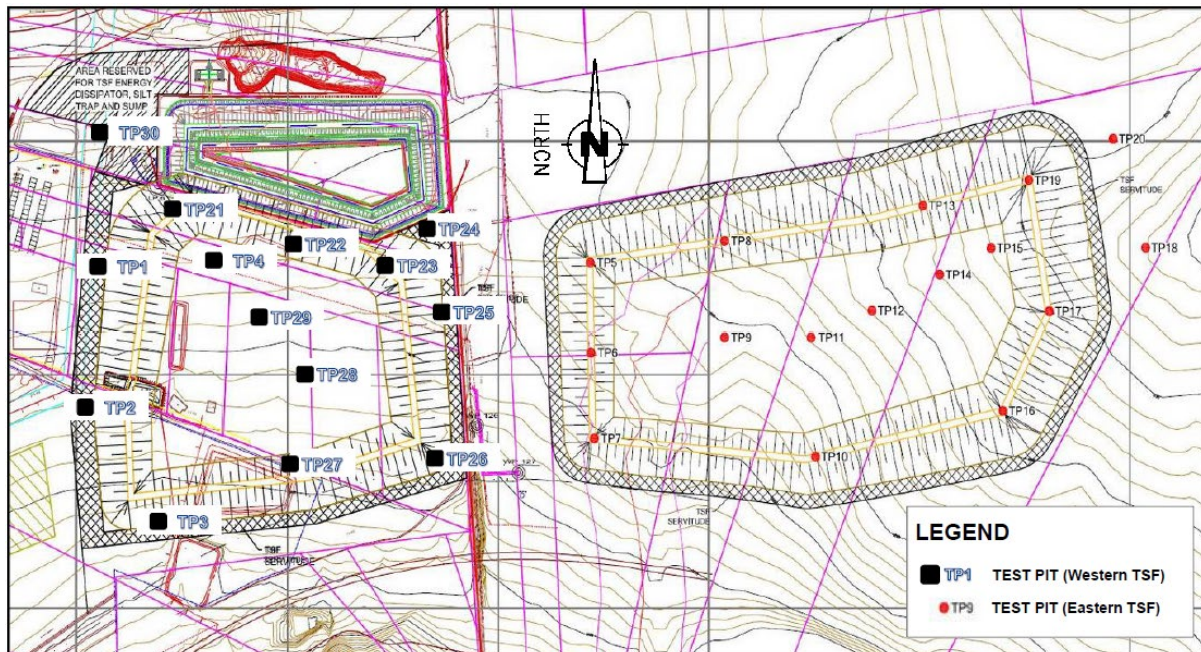 AREA RESERVED
FOR TSF ENERGY
DISSIPATOR, SILT
TRAP AND SUMP
TP30
NORTH
N
TP20
TP19
TSF
SERVITUDE
TP21
TP24
TP13
TP22
TP8
TP15
TP18
TP1
TP4
TP23
TP5
TP14
TSF
SERVITUDE
TP25
TP12
TP17
TP29
TP9
TP11
TP6
TP28
TP2
TP16
TP7
TP27
TP26
TP10
TP3
TSF
SERVITUDE
TSF
SERVITUDE
LEGEND
TP1 TEST PIT (Western TSF)
TP9 TEST PIT (Eastern TSF)